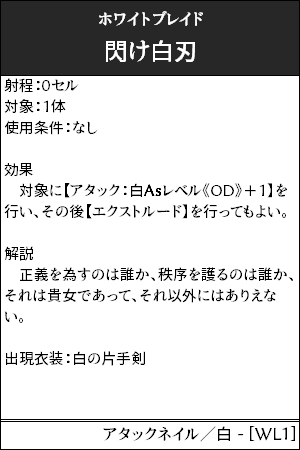 ホワイトブレイド
閃け白刃
射程：0セル
対象：1体
使用条件：なし
効果
　対象に【アタック：白Asレベル《OD》＋1】を
行い、その後【エクストルード】を行ってもよい。
解説
　正義を為すのは誰か、秩序を護るのは誰か、
それは貴女であって、それ以外にはありえな
い。
出現衣装：白の片手剣
アタックネイル／白 - [WL1]